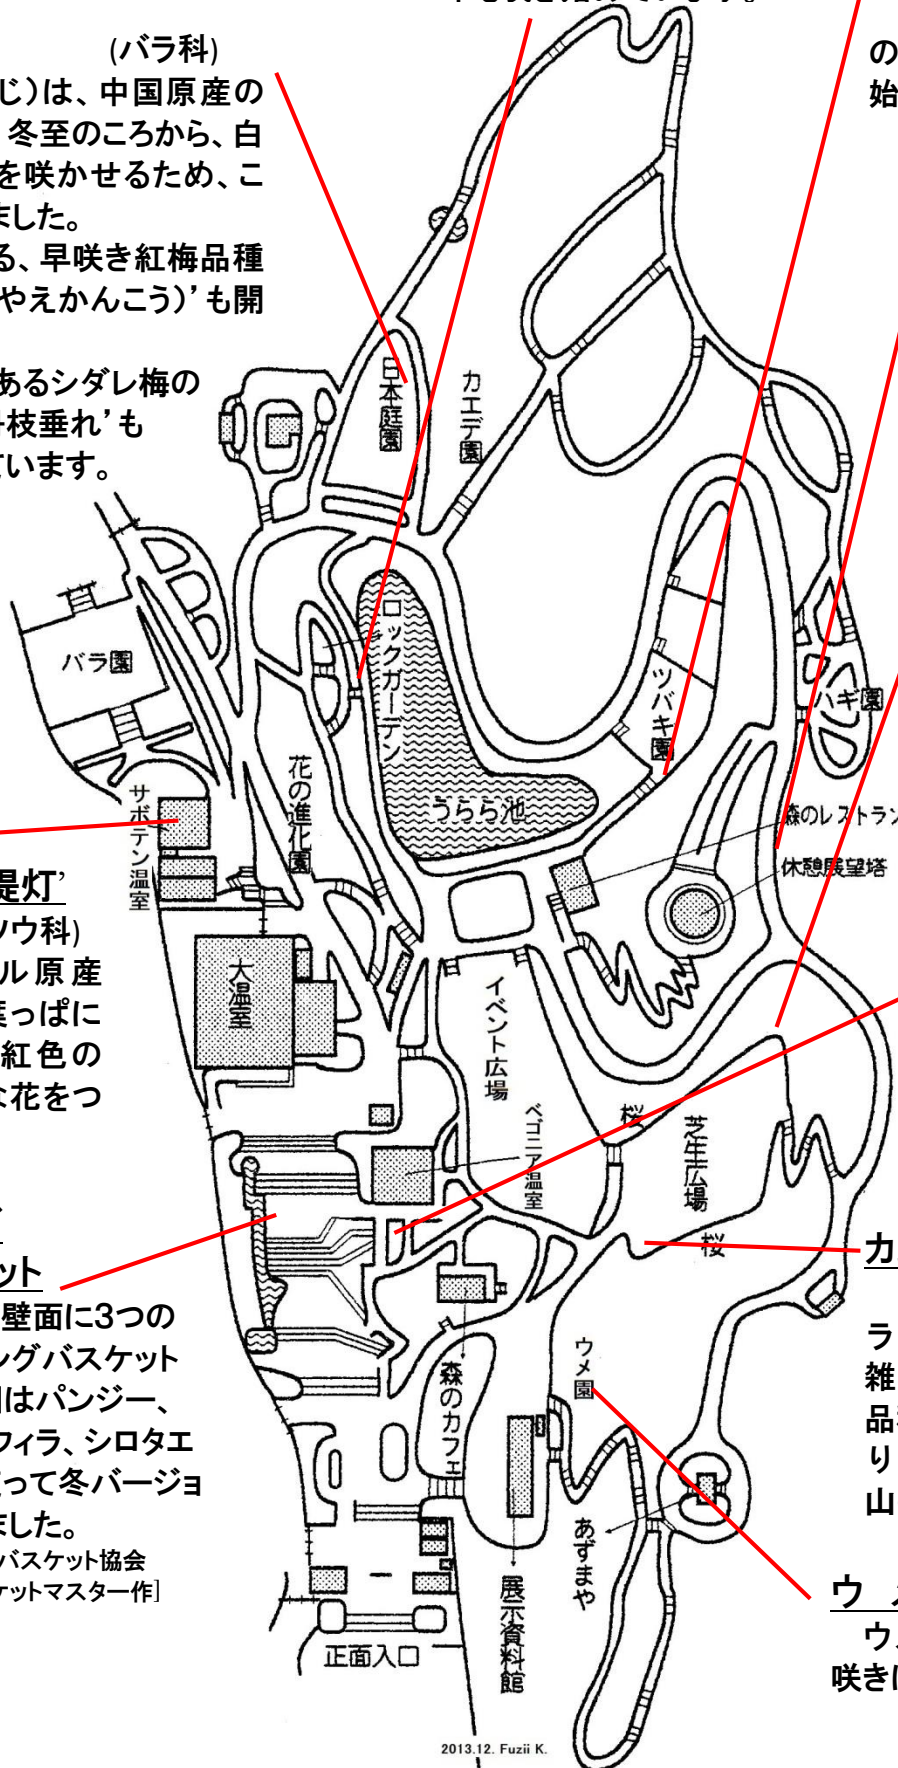 (バラ科)
じ)は、中国原産の
冬至のころから、白
を咲かせるため、こ
ました。
る、早咲き紅梅品種
やえかんこう)’も開
あるシダレ梅の
枝垂れ’も
ています。
の
始
日本庭園
カエデ園
バラ園
ロックガーデン
ツバキ園
ハギ園
花の進化園
うらら池
サボテン温室
森のレストラン
休憩展望塔
提灯’
ソウ科)
ル原産
葉っぱに
紅色の
な花をつ
大温室
イベント広場
ベゴニア温室
桜
芝生広場
桜
ット
壁面に3つの
ングバスケット
はパンジー、
フィラ、シロタエ
って冬バージョ
ました。
バスケット協会
ケットマスター作]
カ
ラ
雑
品
り
山
ウメ園
森のカフェ
あずまや
展示資料館
正面入口
ウ
ウ
咲き
2013.12. Fuzii K.